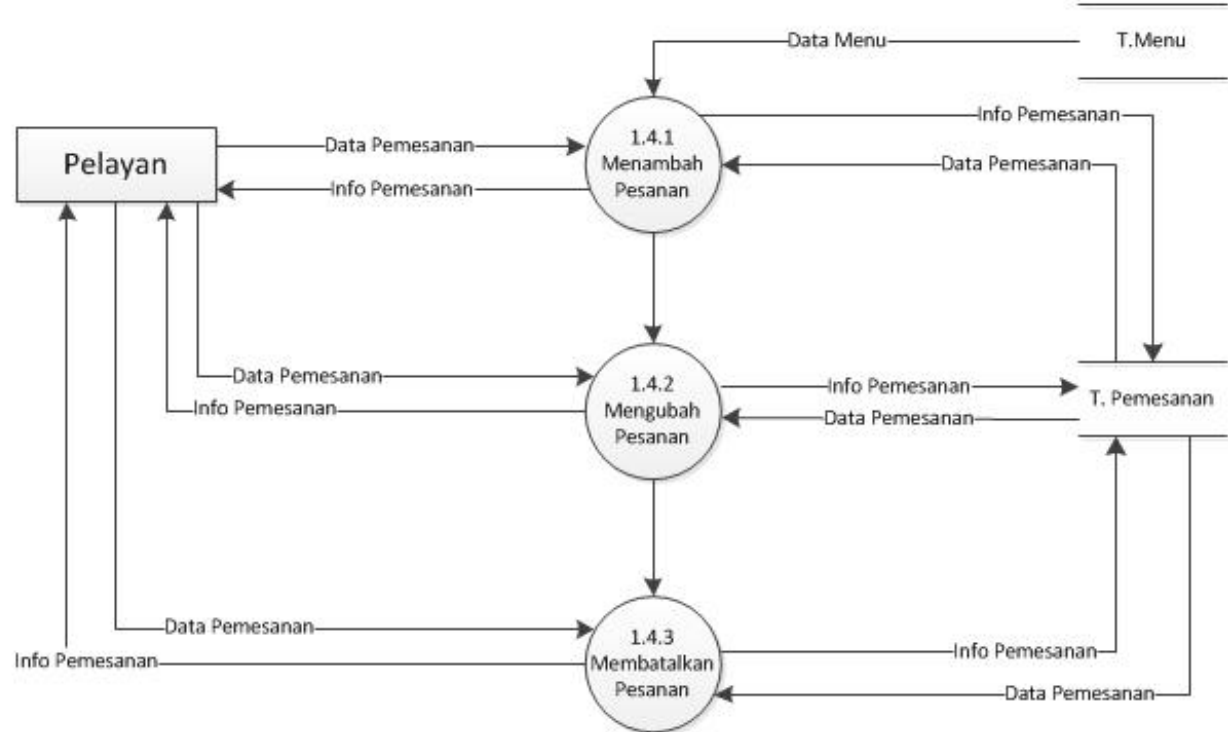 Data Menu
T.Menu
Pelayan
Data Pemesanan
Info Pemesanan
1.4.1
Menambah
Pesanan
Info Pemesanan
Data Pemesanan
Data Pemesanan
Info Pemesanan
1.4.2
Mengubah
Pesanan
Info Pemesanan
Data Pemesanan
T. Pemesanan
Data Pemesanan
Info Pemesanan
1.4.3
Membatalkan
Pesanan
Info Pemesanan
Data Pemesanan